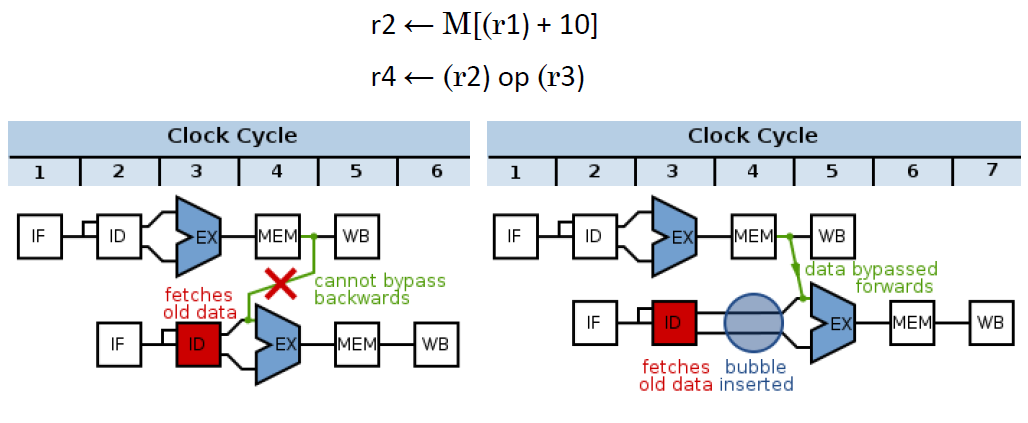 r2 ← M[(r1) + 10]
r4 ← (r2) op (r3)
Clock Cycle
1 2 3 4 5 6
IF ID EX MEM WB
cannot bypass
backwards
fetches
old data
IF ID EX MEM WB
Clock Cycle
1 2 3 4 5 6 7
IF ID EX MEM WB
data bypassed
forwards
IF ID EX MEM WB
fetches
old data
bubble
inserted